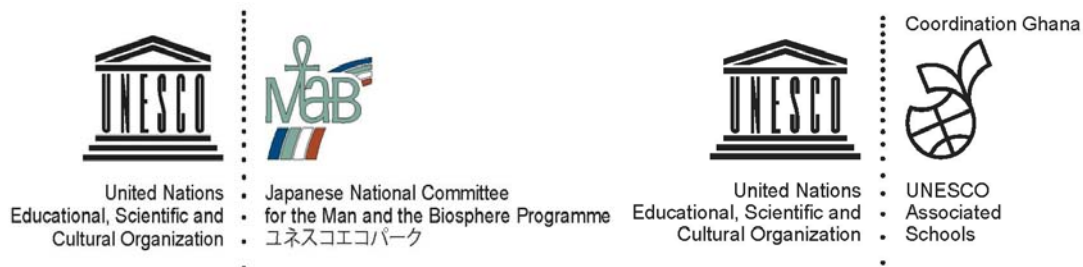 UNESCO
United Nations
Educational, Scientific and
Cultural Organization
MaB
Japanese National Committee
for the Man and the Biosphere Programme
ユネスコエコパーク
UNESCO
United Nations
Educational, Scientific and
Cultural Organization
Coordination Ghana
UNESCO
Associated
Schools